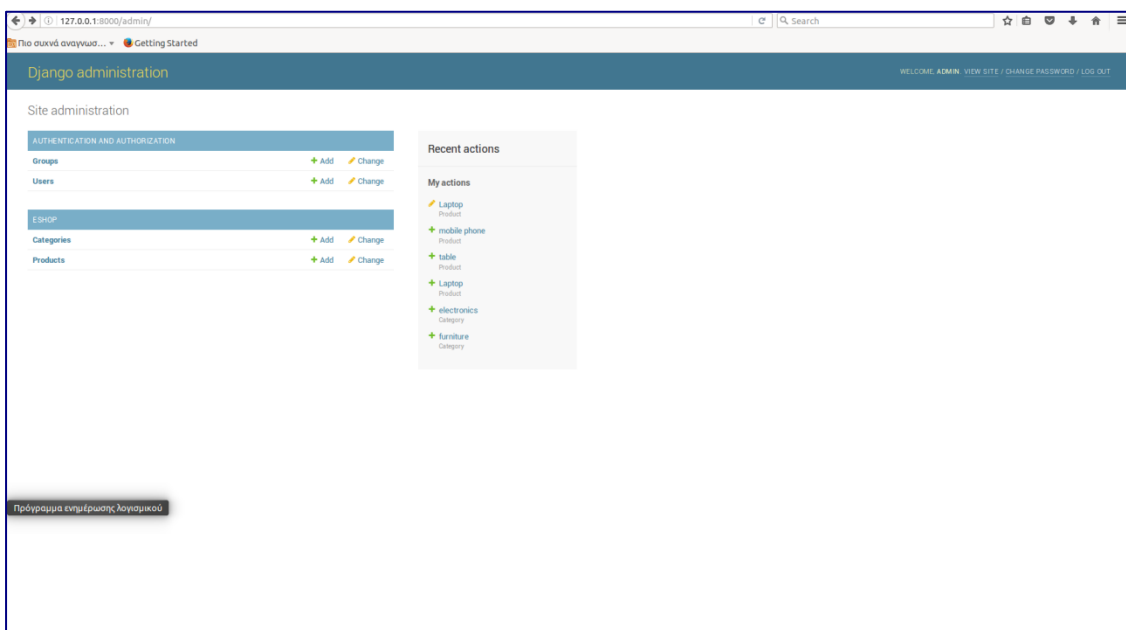 127.0.0.1:8000/admin/
Search
Πιο συχνά αναγνωσ...
Getting Started
Django administration
WELCOME, ADMIN. VIEW SITE / CHANGE PASSWORD / LOG OUT
Site administration
AUTHENTICATION AND AUTHORIZATION
Groups + Add Change
Users + Add Change
ESHOP
Categories + Add Change
Products + Add Change
Recent actions
My actions
Laptop
Product
+ mobile phone
Product
+ table
Product
+ Laptop
Product
+ electronics
Category
+ furniture
Category
Πρόγραμμα ενημέρωσης λογισμικού